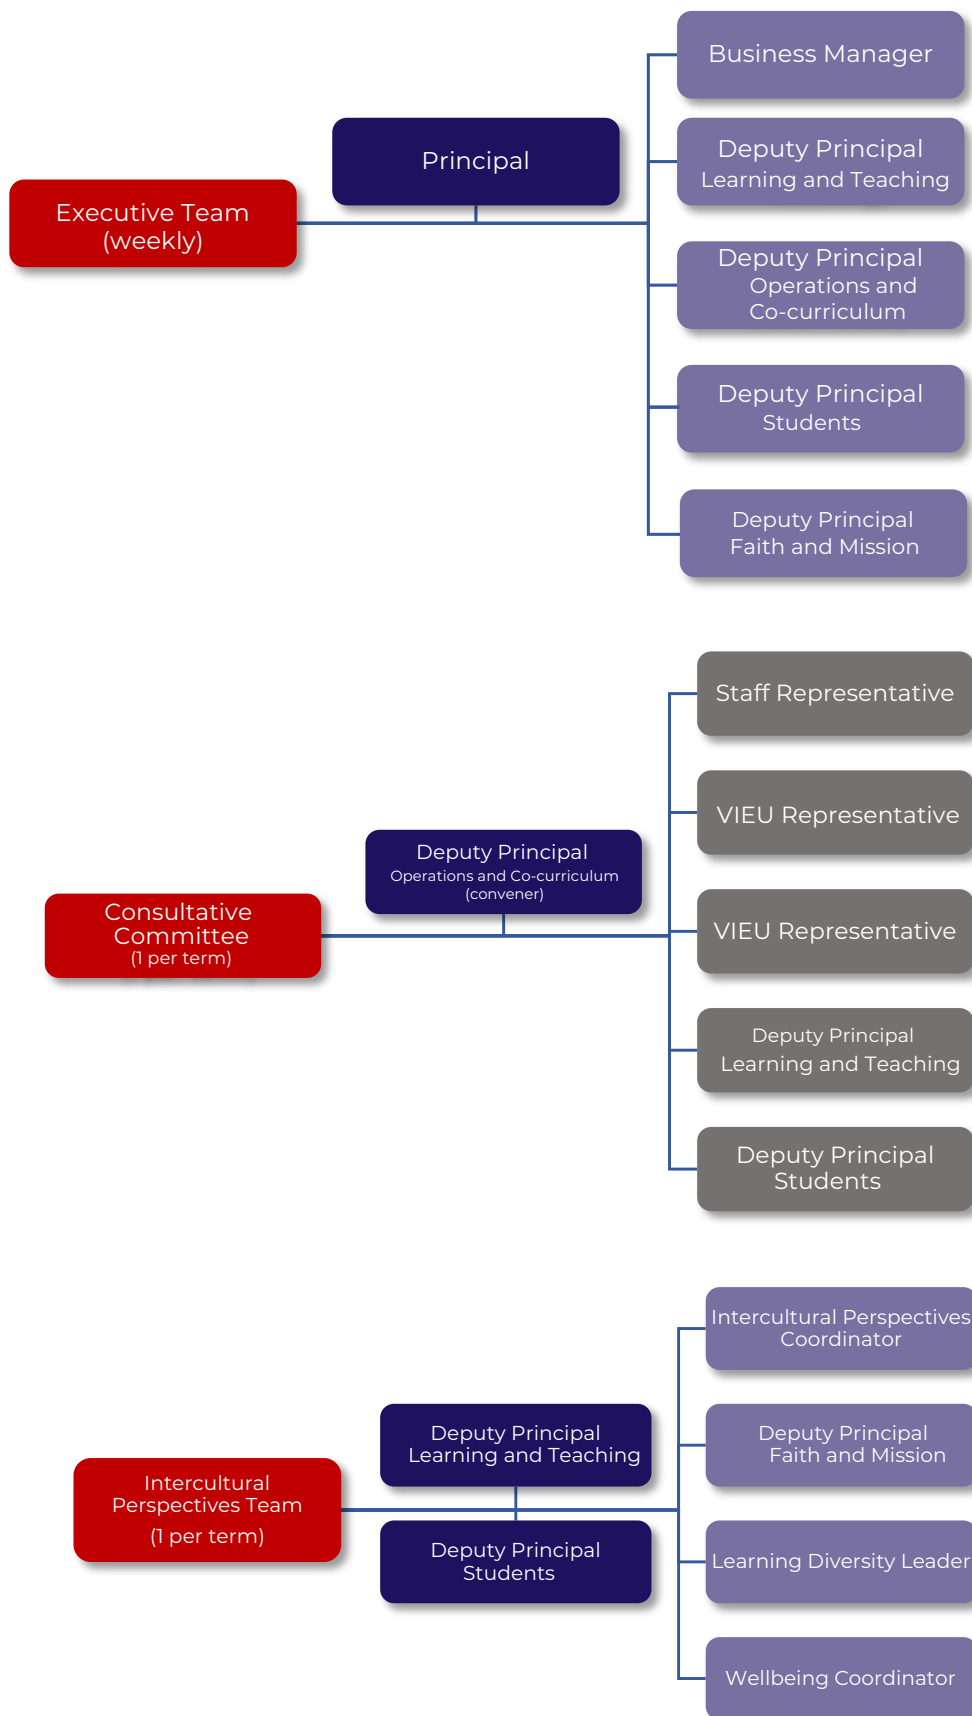 Business Manager
Principal
Deputy Principal
Learning and Teaching
Executive Team
(weekly)
Deputy Principal
Operations and
Co-curriculum
Deputy Principal
Students
Deputy Principal
Faith and Mission
Staff Representative
VIEU Representative
Deputy Principal
Operations and Co-curriculum
(convener)
Consultative
Committee
(1 per term)
VIEU Representative
Deputy Principal
Learning and Teaching
Deputy Principal
Students
Intercultural Perspectives
Coordinator
Deputy Principal
Learning and Teaching
Deputy Principal
Faith and Mission
Intercultural
Perspectives Team
(1 per term)
Deputy Principal
Students
Learning Diversity Leader
Wellbeing Coordinator